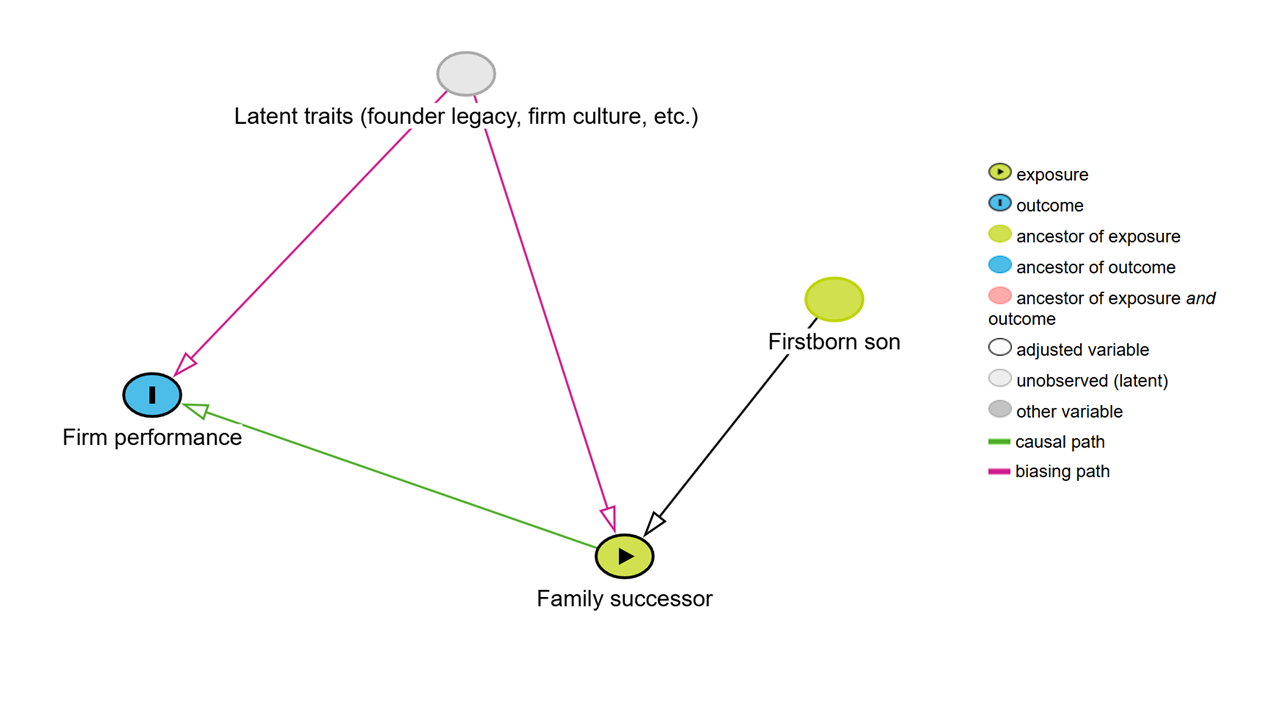 Latent traits (founder legacy, firm culture, etc.)
Firstborn son
Firm performance
Family successor
exposure
outcome
ancestor of exposure
ancestor of outcome
ancestor of exposure and
outcome
adjusted variable
unobserved (latent)
other variable
causal path
biasing path